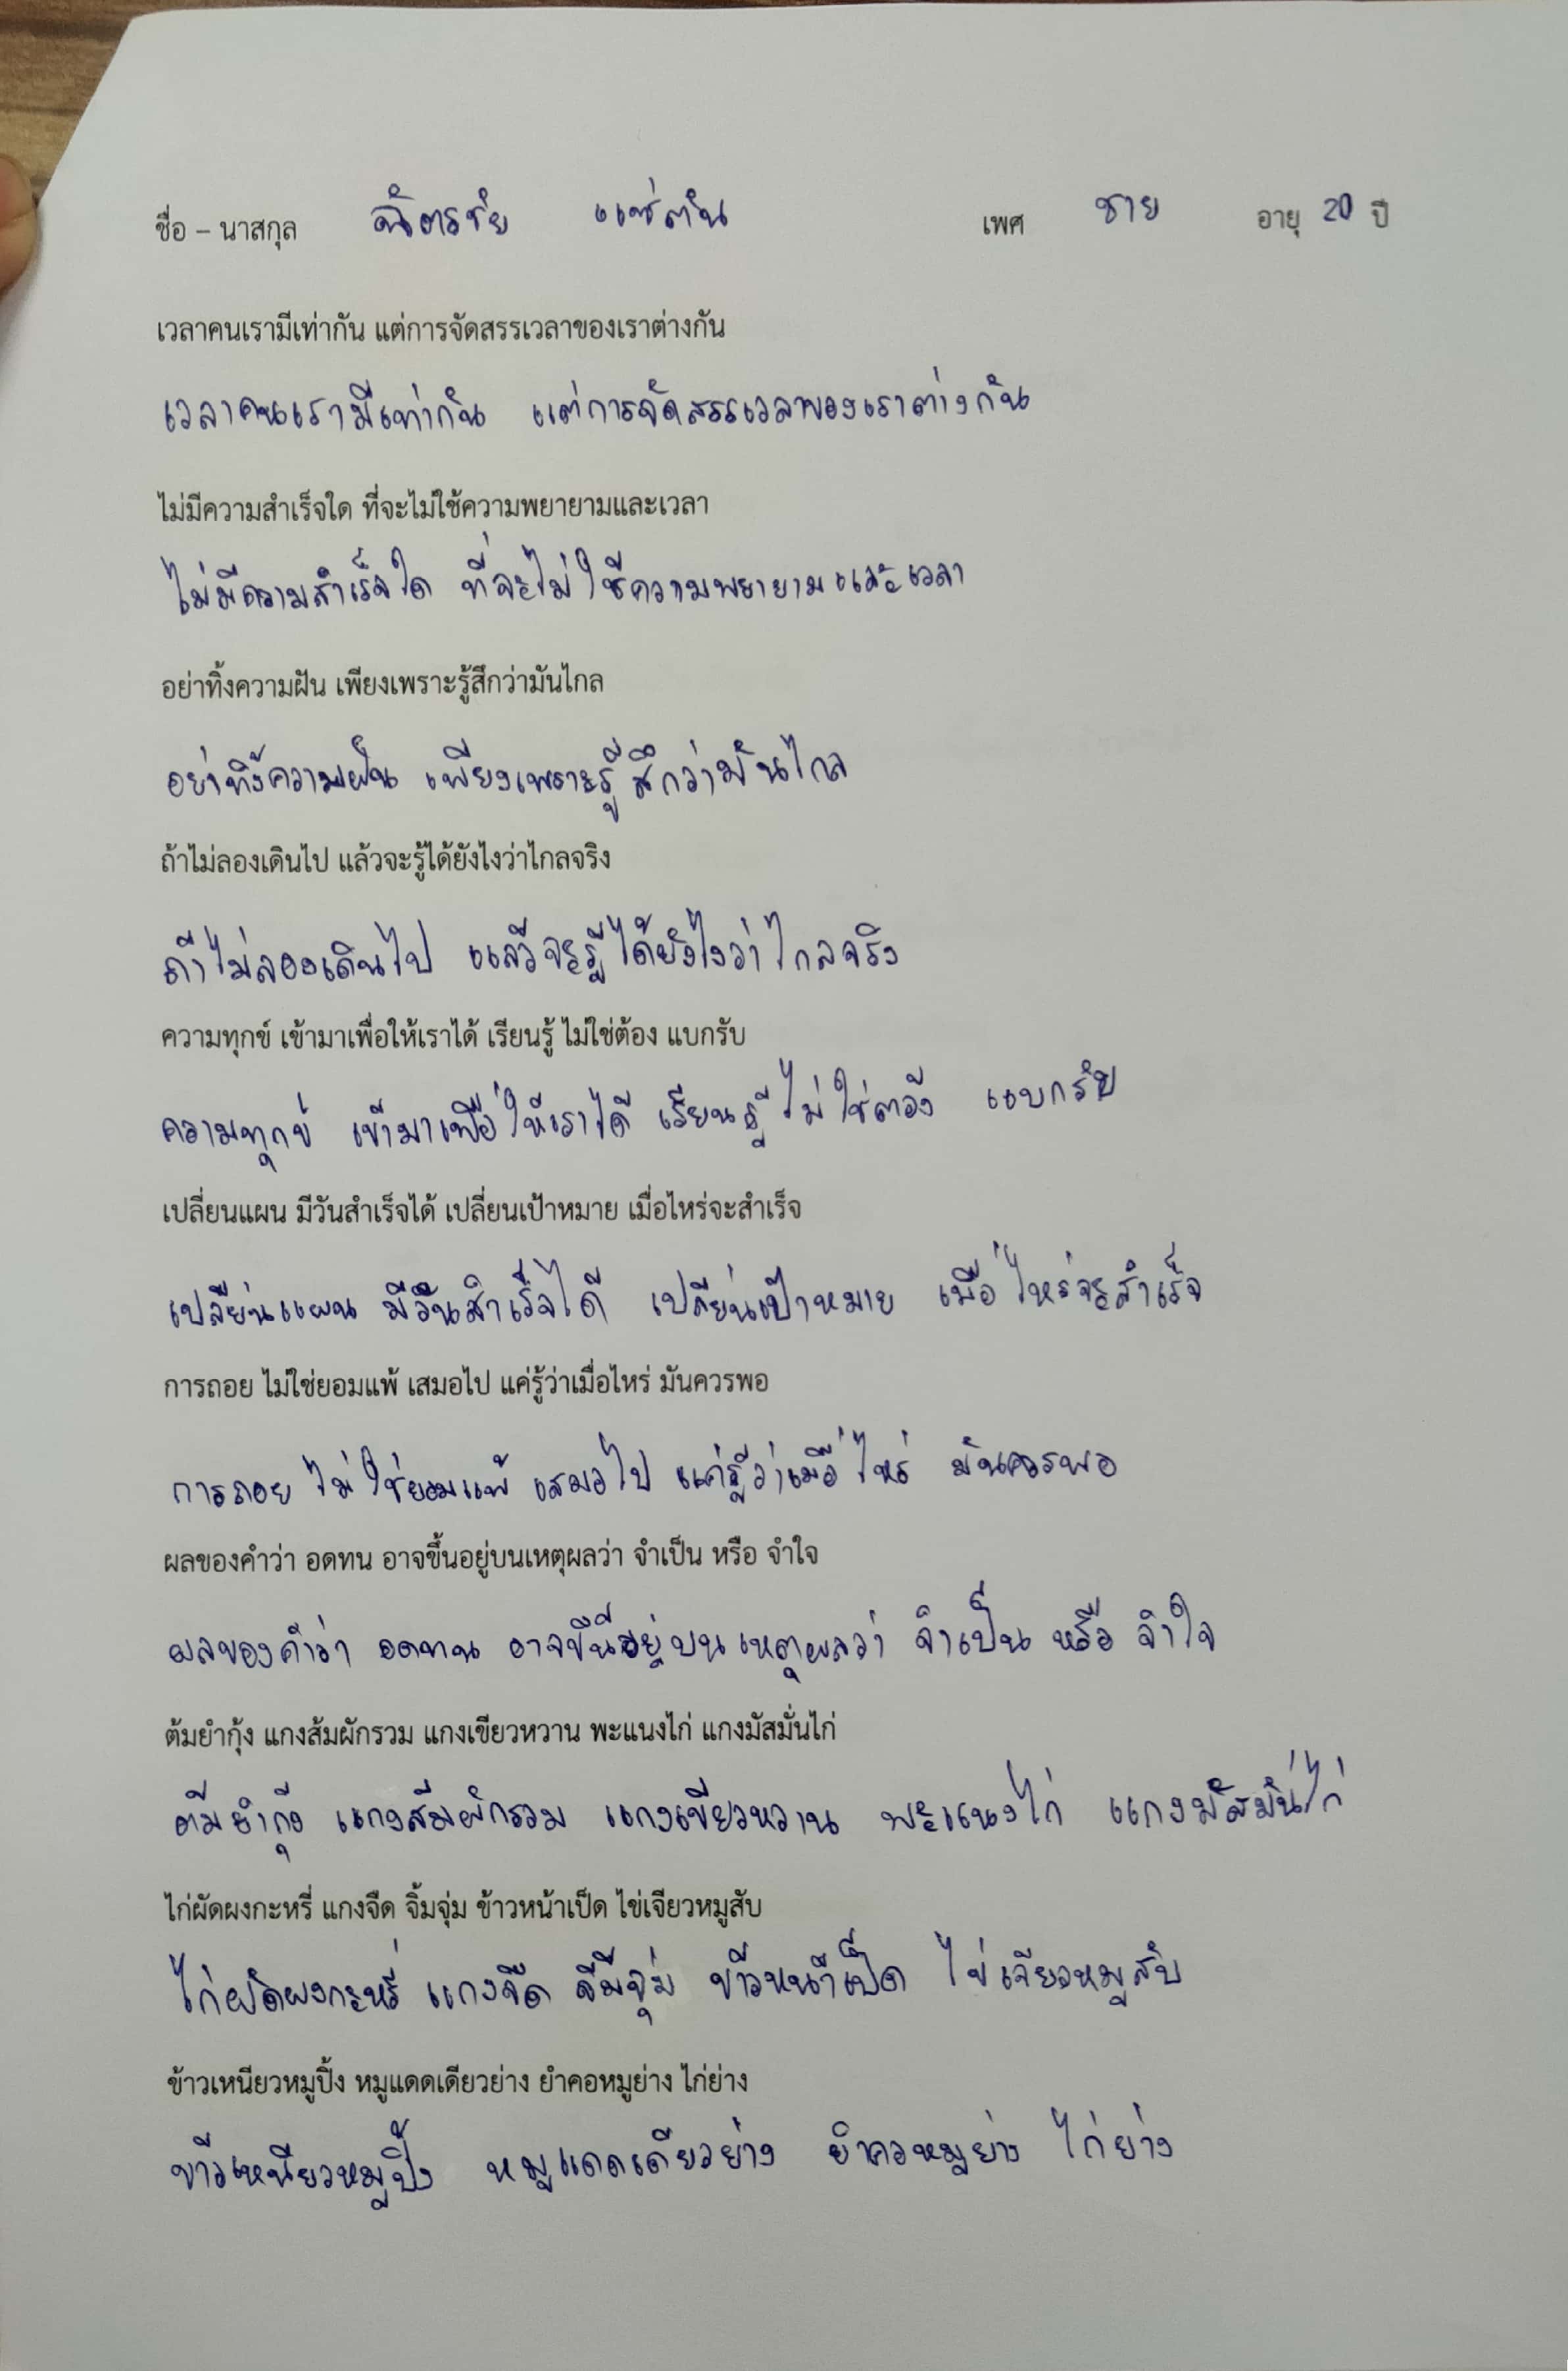 ชื่อ – นาสกุล ฉัตรชัย แซ่ตัน เพศ ชาย อายุ 20 ปี
เวลาคนเรามีเท่ากัน แต่การจัดสรรเวลาของเราต่างกัน
เวลาคนเรามีเท่ากัน แต่การจัดสรรเวลาของเราต่างกัน
ไม่มีความสำเร็จใด ที่จะไม่ใช้ความพยายามและเวลา
ไม่มีความสำเร็จใด ที่จะไม่ใช้ความพยายามและเวลา
อย่าทิ้งความฝัน เพียงเพราะรู้สึกว่ามันไกล
อย่าทิ้งความฝัน เพียงเพราะรู้สึกว่ามันไกล
ถ้าไม่ลองเดินไป แล้วจะรู้ได้ยังไงว่าไกลจริง
ถ้าไม่ลองเดินไป แล้วจะรู้ได้ยังไงว่าไกลจริง
ความทุกข์ เข้ามาเพื่อให้เราได้ เรียนรู้ ไม่ใช่ต้อง แบกรับ
ความทุกข์ เข้ามาเพื่อให้เราได้ เรียนรู้ ไม่ใช่ต้อง แบกรับ
เปลี่ยนแผน มีวันสำเร็จได้ เปลี่ยนเป้าหมาย เมื่อไหร่จะสำเร็จ
เปลี่ยนแผน มีวันสำเร็จได้ เปลี่ยนเป้าหมาย เมื่อไหร่จะสำเร็จ
การถอย ไม่ใช่ยอมแพ้ เสมอไป แค่รู้ว่าเมื่อไหร่ มันควรพอ
การถอย ไม่ใช่ยอมแพ้ เสมอไป แค่รู้ว่าเมื่อไหร่ มันควรพอ
ผลของคำว่า อดทน อาจขึ้นอยู่บนเหตุผลว่า จำเป็น หรือ จำใจ
ผลของคำว่า อดทน อาจขึ้นอยู่บนเหตุผลว่า จำเป็น หรือ จำใจ
ต้มยำกุ้ง แกงส้มผักรวม แกงเขียวหวาน พะแนงไก่ แกงมัสมั่นไก่
ต้มยำกุ้ง แกงส้มผักรวม แกงเขียวหวาน พะแนงไก่ แกงมัสมั่นไก่
ไก่ผัดผงกะหรี่ แกงจืด จิ้มจุ่ม ข้าวหน้าเป็ด ไข่เจียวหมูสับ
ไก่ผัดผงกะหรี่ แกงจืด จิ้มจุ่ม ข้าวหน้าเป็ด ไข่เจียวหมูสับ
ข้าวเหนียวหมูปิ้ง หมูแดดเดียวย่าง ยำคอหมูย่าง ไก่ย่าง
ข้าวเหนียวหมูปิ้ง หมูแดดเดียวย่าง ยำคอหมูย่าง ไก่ย่าง